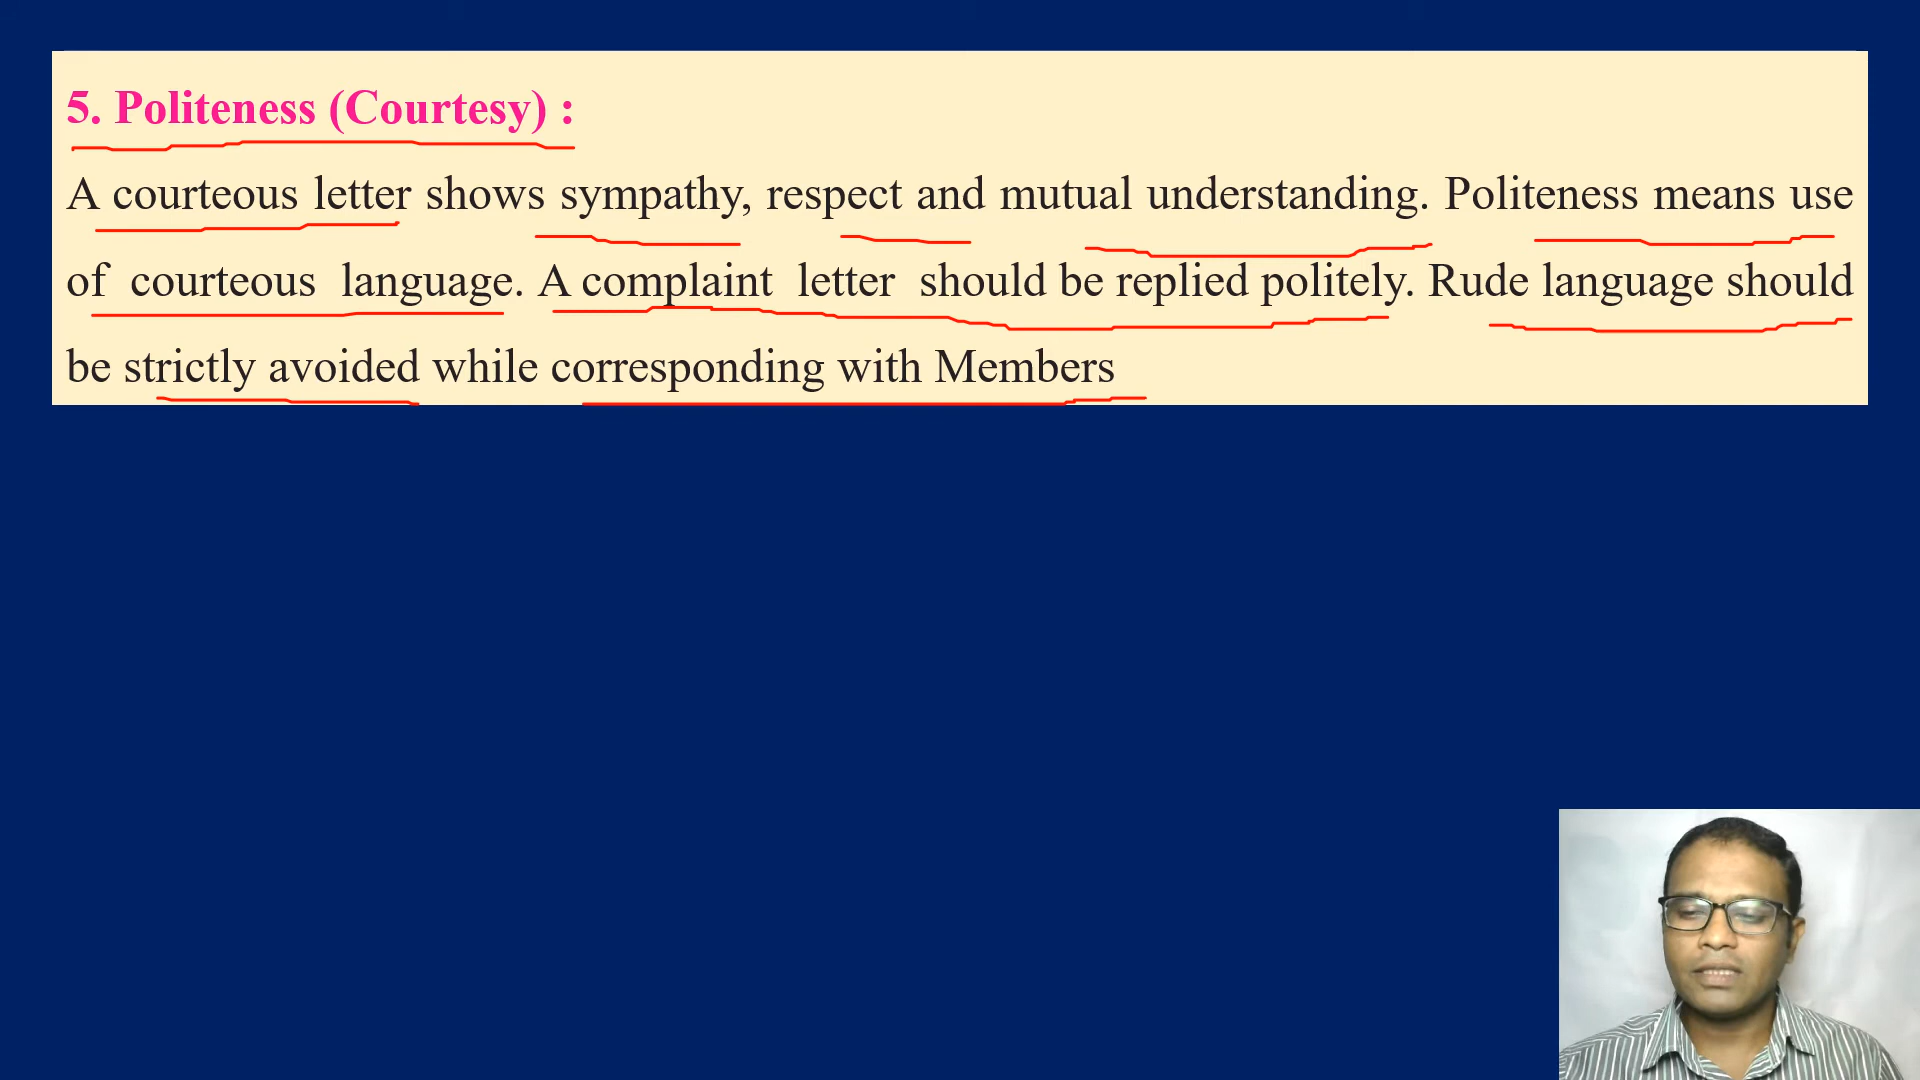 5. Politeness (Courtesy) :
A courteous letter shows sympathy, respect and mutual understanding. Politeness means use
of courteous language. A complaint letter should be replied politely. Rude language should
be strictly avoided while corresponding with Members